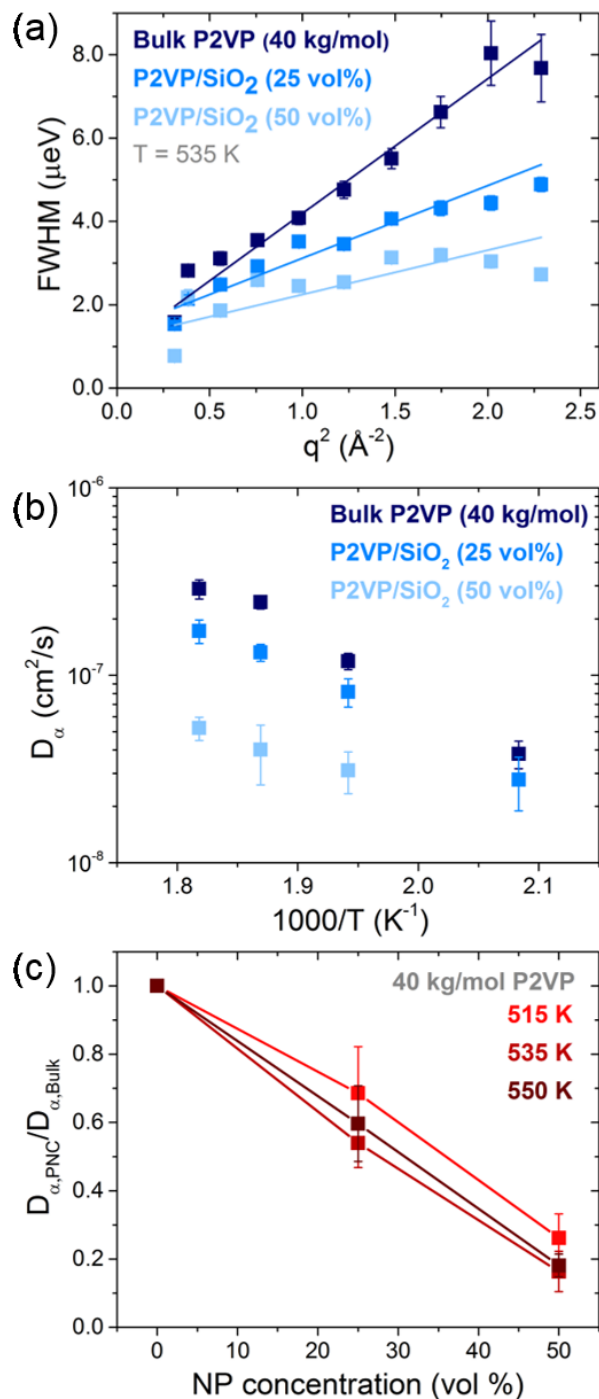 (a)
Bulk P2VP (40 kg/mol)
P2VP/SiO₂ (25 vol%)
P2VP/SiO₂ (50 vol%)
T = 535 K
8.0
6.0
4.0
2.0
0.0
FWHM (μeV)
0.0 0.5 1.0 1.5 2.0 2.5
q² (Å⁻²)
(b)
Bulk P2VP (40 kg/mol)
P2VP/SiO₂ (25 vol%)
P2VP/SiO₂ (50 vol%)
10⁻⁶
10⁻⁷
10⁻⁸
Dα (cm²/s)
1.8 1.9 2.0 2.1
1000/T (K⁻¹)
(c)
40 kg/mol P2VP
515 K
535 K
550 K
1.0
0.8
0.6
0.4
0.2
0.0
Dα,PNC/Dα,Bulk
0 10 20 30 40 50
NP concentration (vol %)